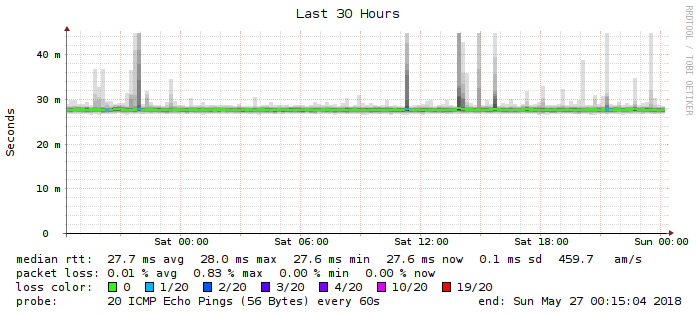 Last 30 Hours
RRDTOOL / TOBI OETIKER
Seconds
40 m
30 m
20 m
10 m
0
Sat 00:00 Sat 06:00 Sat 12:00 Sat 18:00 Sun 00:00
median rtt: 27.7 ms avg 28.0 ms max 27.6 ms min 27.6 ms now 0.1 ms sd 459.7 am/s
packet loss: 0.01 % avg 0.83 % max 0.00 % min 0.00 % now
loss color: 0 1/20 2/20 3/20 4/20 10/20 19/20
probe: 20 ICMP Echo Pings (56 Bytes) every 60s end: Sun May 27 00:15:04 2018